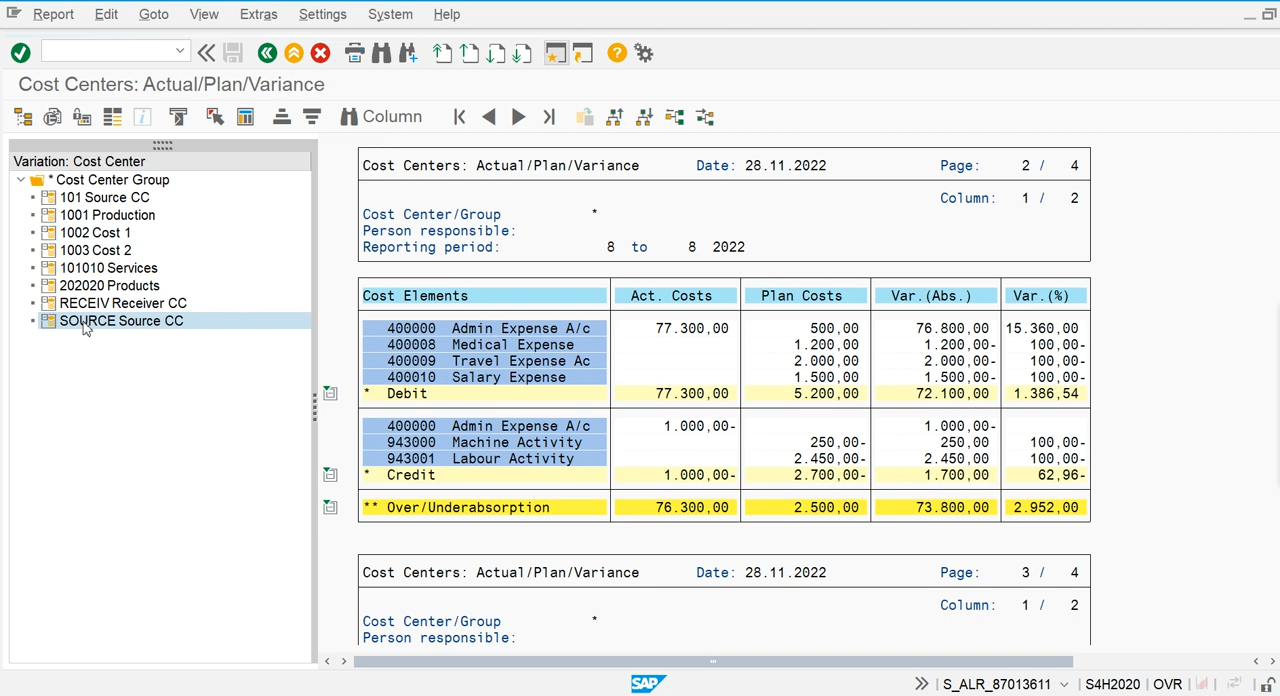 Report Edit Goto View Extras Settings System Help
Cost Centers: Actual/Plan/Variance
Column
Variation: Cost Center
* Cost Center Group
101 Source CC
1001 Production
1002 Cost 1
1003 Cost 2
101010 Services
202020 Products
RECEIV Receiver CC
SOURCE Source CC
Cost Centers: Actual/Plan/Variance Date: 28.11.2022 Page: 2 / 4
Column: 1 / 2
Cost Center/Group *
Person responsible:
Reporting period: 8 to 8 2022
Cost Elements Act. Costs Plan Costs Var.(Abs.) Var.(%)
400000 Admin Expense A/c 77.300,00 500,00 76.800,00 15.360,00
400008 Medical Expense 1.200,00 1.200,00- 100,00-
400009 Travel Expense Ac 2.000,00 2.000,00- 100,00-
400010 Salary Expense 1.500,00 1.500,00- 100,00-
* Debit 77.300,00 5.200,00 72.100,00 1.386,54
400000 Admin Expense A/c 1.000,00- 1.000,00-
943000 Machine Activity 250,00- 250,00 100,00-
943001 Labour Activity 2.450,00- 2.450,00 100,00-
* Credit 1.000,00- 2.700,00- 1.700,00 62,96-
** Over/Underabsorption 76.300,00 2.500,00 73.800,00 2.952,00
Cost Centers: Actual/Plan/Variance Date: 28.11.2022 Page: 3 / 4
Column: 1 / 2
Cost Center/Group *
Person responsible:
SAP S_ALR_87013611 S4H2020 OVR